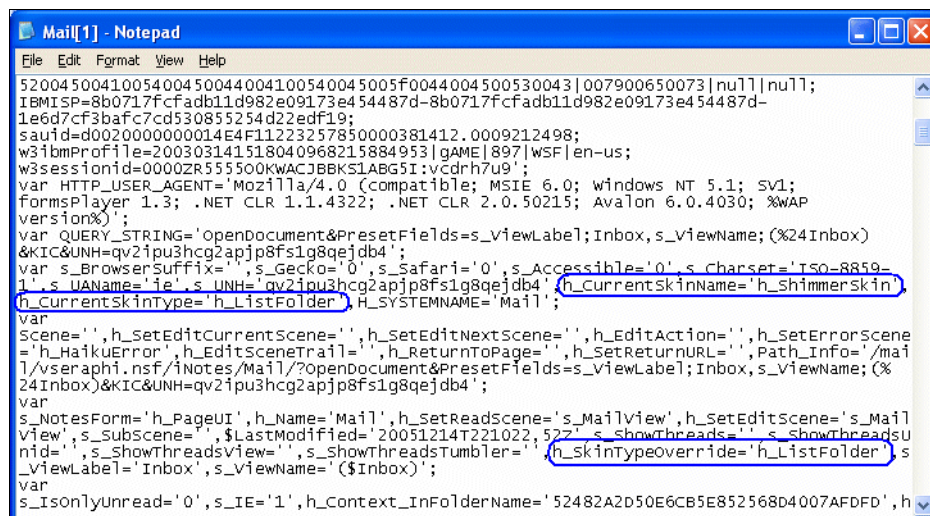 Mail[1] - Notepad
File Edit Format View Help
520045004100540045004400410054004500​5f0044004500530043|007900650073|null|null;
IBMISP=8b0717fcfadb11d982e09173e454487d-8b0717fcfadb11d982e09173e454487d-
1e6d7cf3bafc7cd530855254d22edf19;
sauid=d0020000000014E4F11223257850000381412.0009212498;
w3ibmProfile=2003031415180409682158​84953|gAME|897|WSF|en-us;
w3sessionid=0000ZR555500KWACJBBKS1ABG5I:vcdrh7u9';
var HTTP_USER_AGENT='Mozilla/4.0 (compatible; MSIE 6.0; Windows NT 5.1; SV1;
formsPlayer 1.3; .NET CLR 1.1.4322; .NET CLR 2.0.50215; Avalon 6.0.4030; %WAP
version%)';
var QUERY_STRING='OpenDocument&PresetFields=s_ViewLabel;Inbox,s_ViewName;(%24Inbox)
&KIC&UNH=qv2ipu3hcg2apjp8fs1g8qejdb4';
var s_BrowserSuffix='',s_Gecko='0',s_Safari='0',s_Accessible='0',s_Charset='ISO-8859-
1',s_UAName='ie',s_UNH='qv2ipu3hcg2apjp8fs1g8qejdb4',h_CurrentSkinName='h_ShimmerSkin',
h_CurrentSkinType='h_ListFolder',H_SYSTEMNAME='Mail';
var
Scene='',h_SetEditCurrentScene='',h_SetEditNextScene='',h_EditAction='',h_SetErrorScene
='h_HaikuError',h_EditSceneTrail='',h_ReturnToPage='',h_SetReturnURL='',Path_Info='/mai
l/vseraphi.nsf/iNotes/Mail/?OpenDocument&PresetFields=s_ViewLabel;Inbox,s_ViewName;(%
24Inbox)&KIC&UNH=qv2ipu3hcg2apjp8fs1g8qejdb4';
var
s_NotesForm='h_PageUI',h_Name='Mail',h_SetReadScene='s_MailView',h_SetEditScene='s_Mail
View',s_SubScene='',$LastModified='20051214T221022,52Z',s_ShowThreads='',s_ShowThreadsU
nid='',s_ShowThreadsView='',s_ShowThreadsTumbler='',h_SkinTypeOverride='h_ListFolder',s
_ViewLabel='Inbox',s_ViewName='($Inbox)';
var
s_IsOnlyUnread='0',s_IE='1',h_Context_InFolderName='52482A2D50E6CB5E852568D4007AFDFD',h